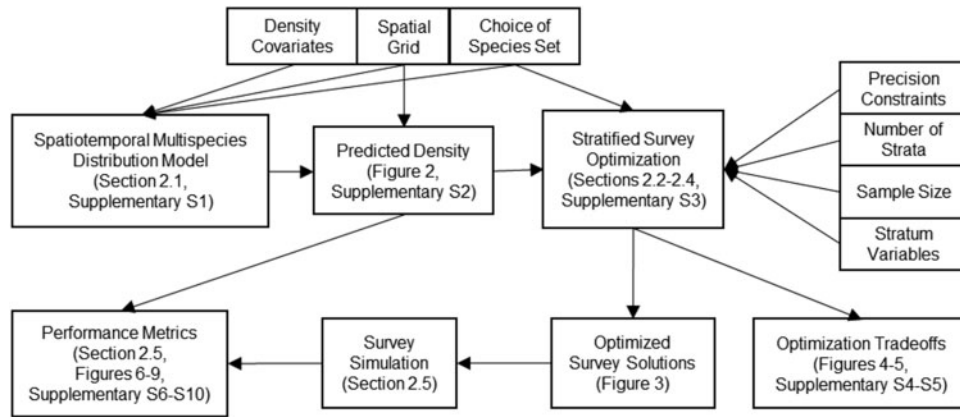 Density
Covariates
Spatial
Grid
Choice of
Species Set
Precision
Constraints
Number of
Strata
Sample Size
Stratum
Variables
Spatiotemporal Multispecies
Distribution Model
(Section 2.1,
Supplementary S1)
Predicted Density
(Figure 2,
Supplementary S2)
Stratified Survey
Optimization
(Sections 2.2-2.4,
Supplementary S3)
Performance Metrics
(Section 2.5,
Figures 6-9,
Supplementary S6-S10)
Survey
Simulation
(Section 2.5)
Optimized
Survey Solutions
(Figure 3)
Optimization Tradeoffs
(Figures 4-5,
Supplementary S4-S5)